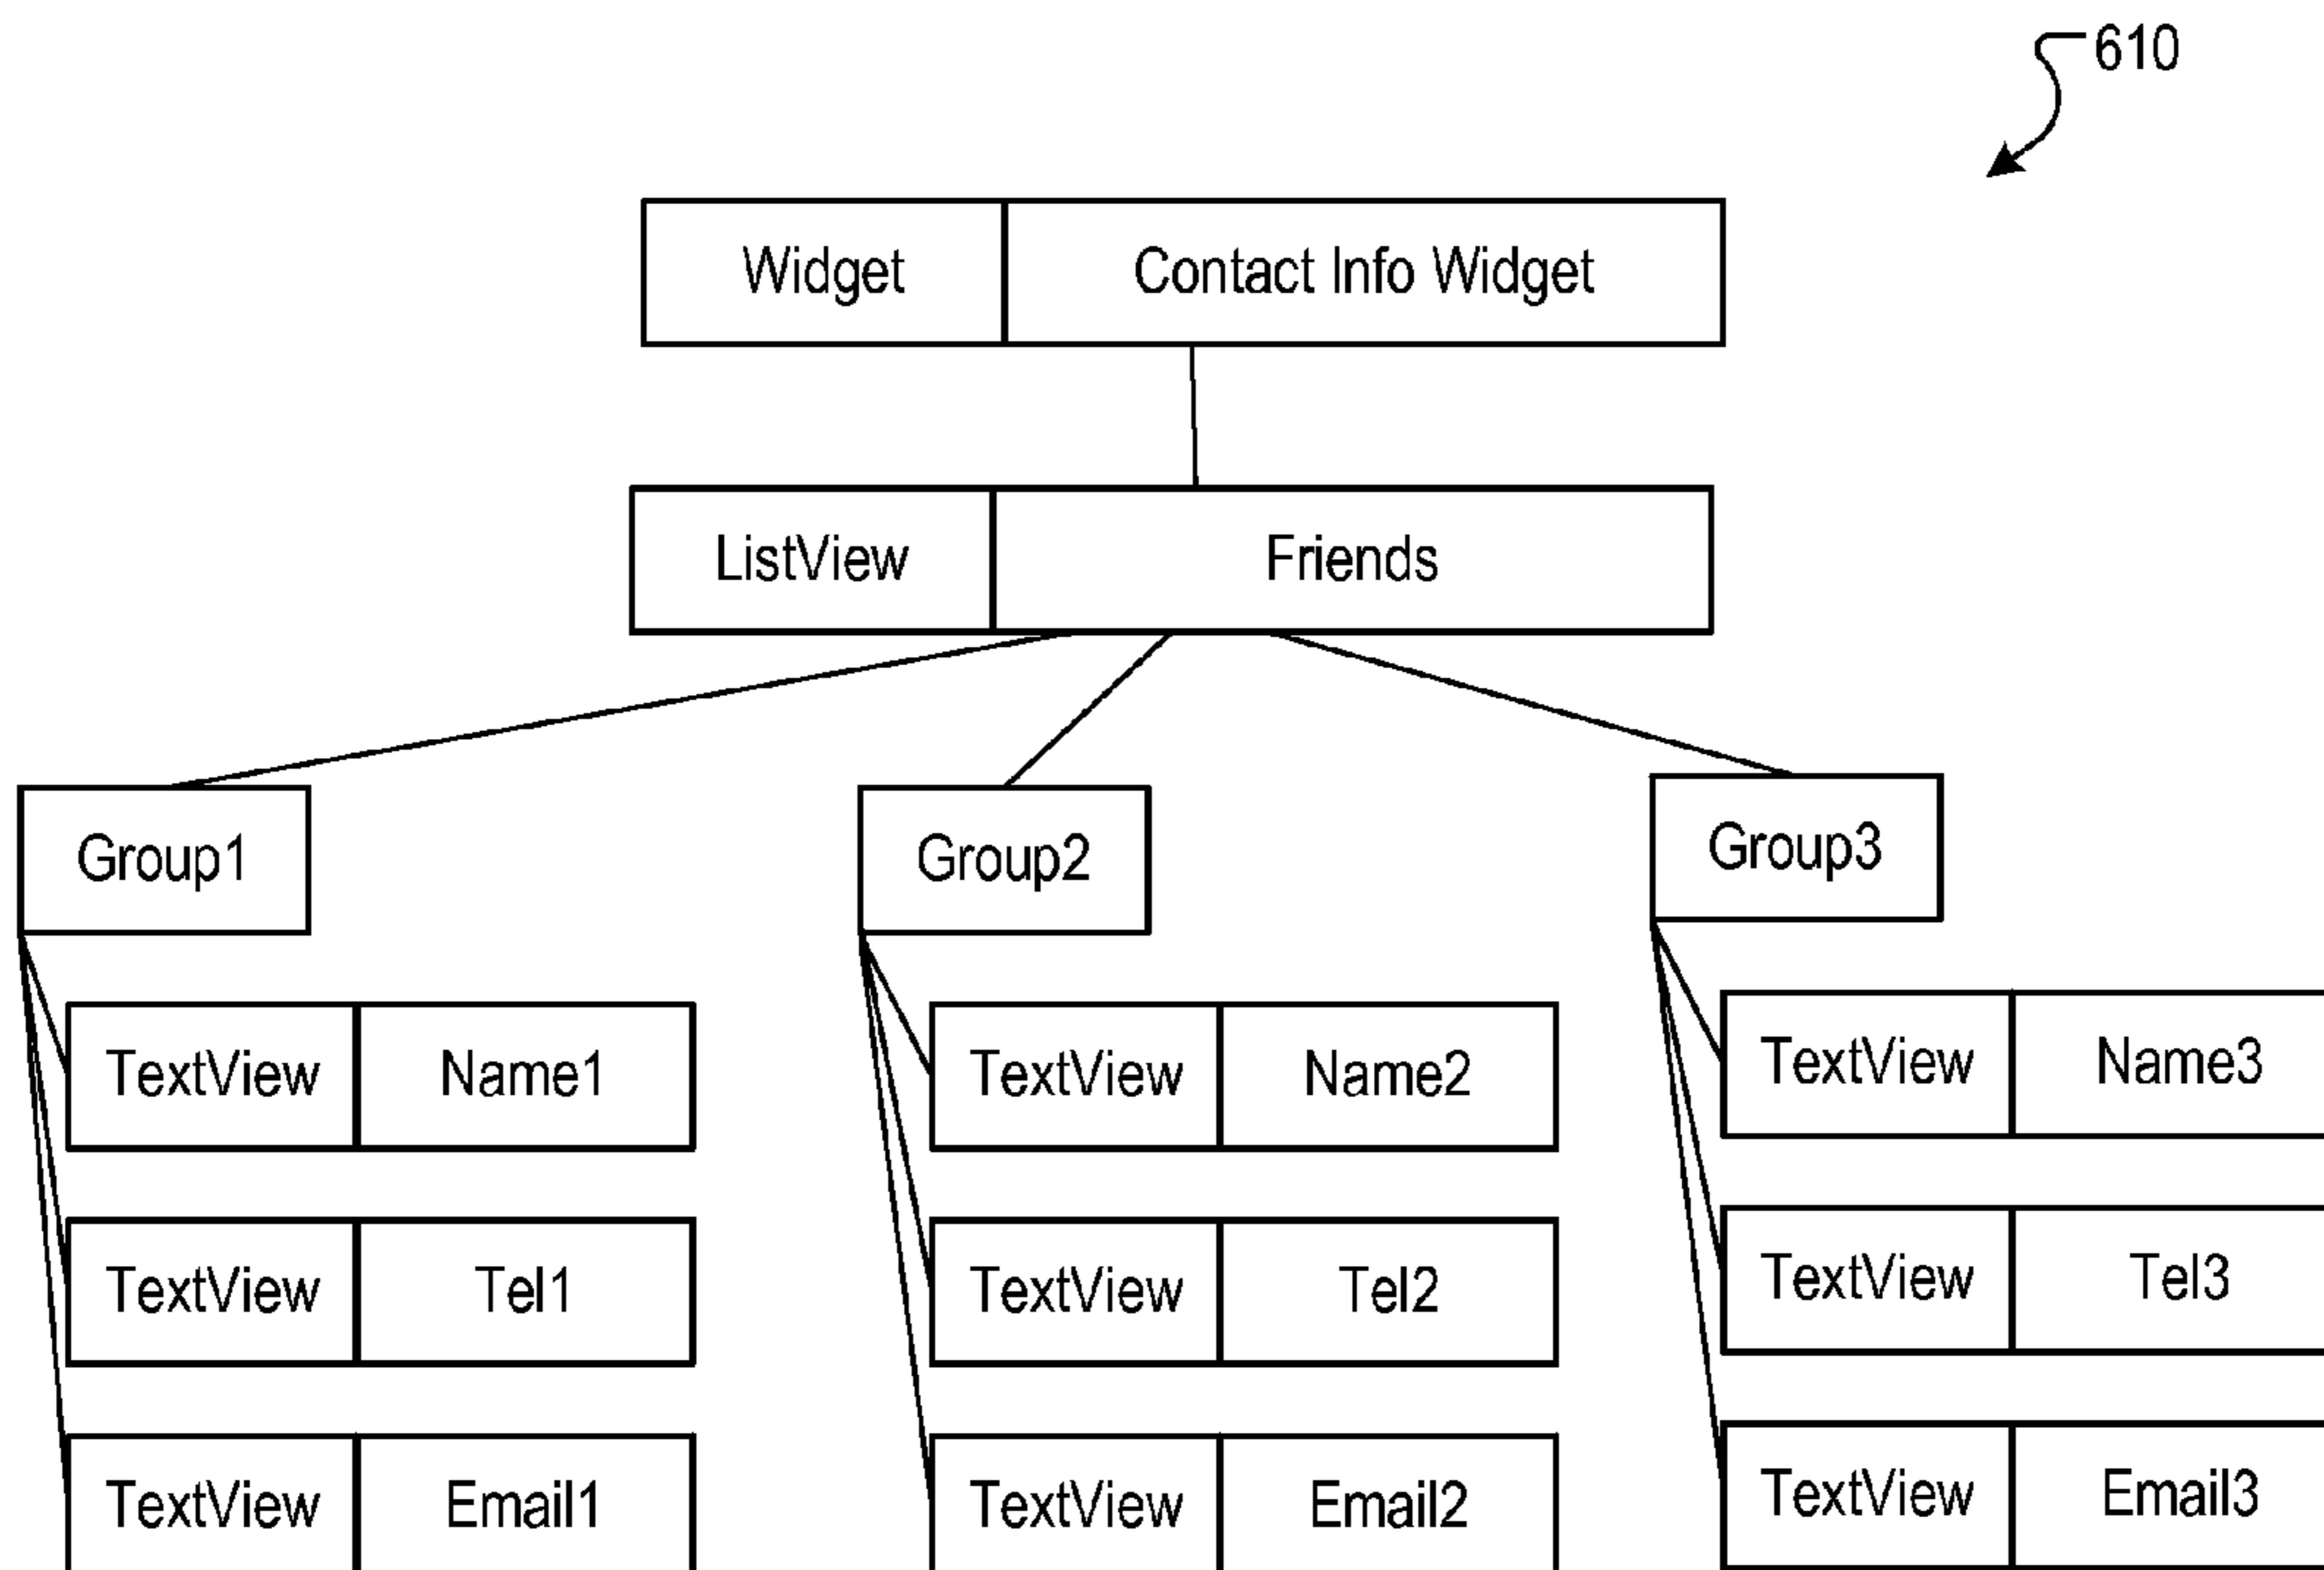 610
Widget Contact Info Widget
ListView Friends
Group1 Group2 Group3
TextView Name1 TextView Name2 TextView Name3
TextView Tel1 TextView Tel2 TextView Tel3
TextView Email1 TextView Email2 TextView Email3